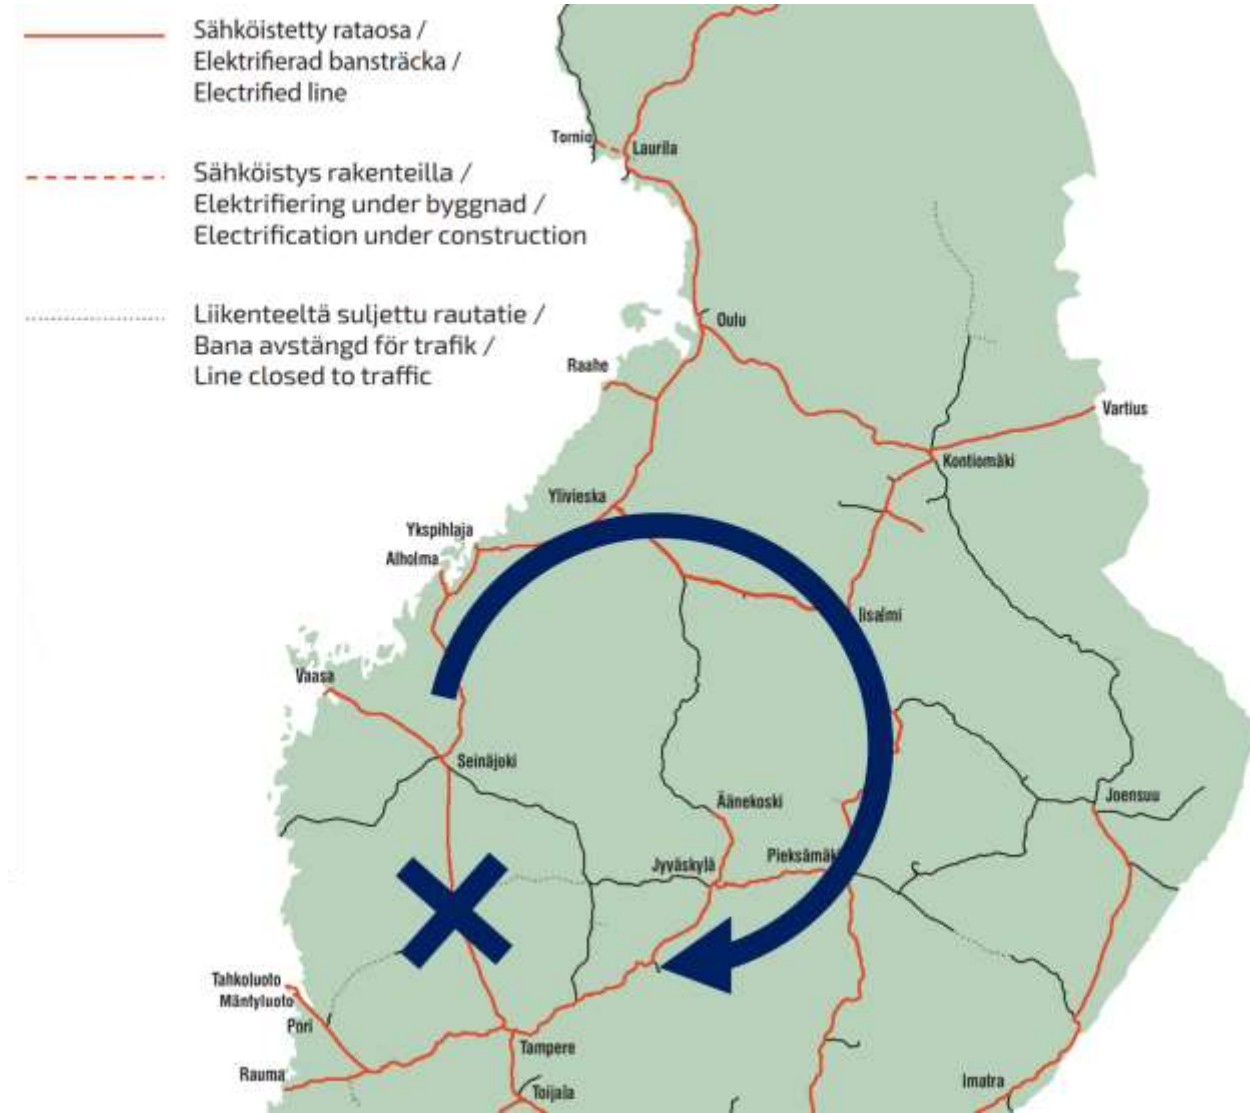 Sähköistetty rataosa /
Elektrifierad bansträcka /
Electrified line
Sähköistys rakenteilla /
Elektrifiering under byggnad /
Electrification under construction
Liikenteeltä suljettu rautatie /
Bana avstängd för trafik /
Line closed to traffic
Tornio
Laurila
Oulu
Raahe
Vartius
Kontiomäki
Ylivieska
Ykspihlaja
Alholma
Iisalmi
Vaasa
Seinäjoki
Äänekoski
Joensuu
Jyväskylä
Pieksämäki
Tahkoluoto
Mäntyluoto
Pori
Tampere
Rauma
Toijala
Imatra